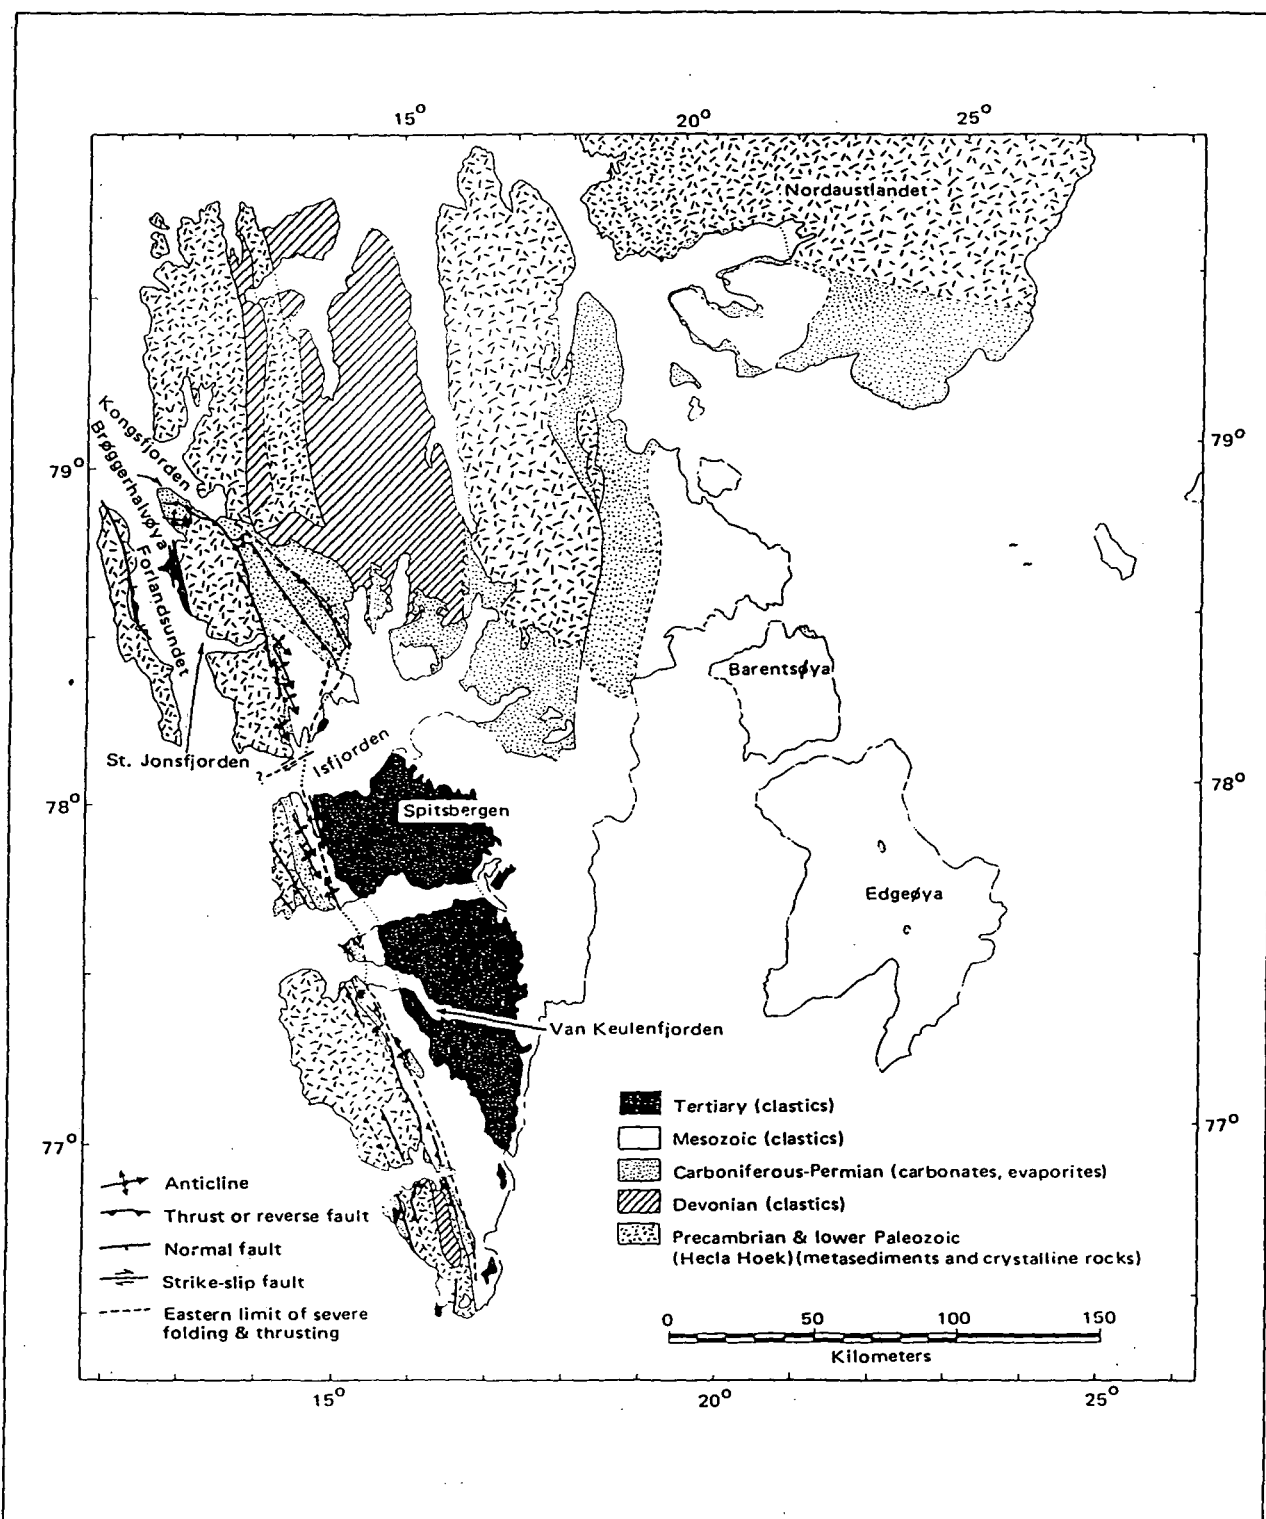 15°
20°
25°
Nordaustlandet
Kongsfjorden
Brøggerhalvøya
79°
79°
Forlandsundet
Barentsøya
St. Jonsfjorden
?
Isfjorden
78°
78°
Spitsbergen
Edgeøya
Van Keulenfjorden
77°
77°
Tertiary (clastics)
Mesozoic (clastics)
Carboniferous-Permian (carbonates, evaporites)
Devonian (clastics)
Precambrian & lower Paleozoic
(Hecla Hoek) (metasediments and crystalline rocks)
Anticline
Thrust or reverse fault
Normal fault
Strike-slip fault
Eastern limit of severe
folding & thrusting
0 50 100 150
Kilometers
15°
20°
25°